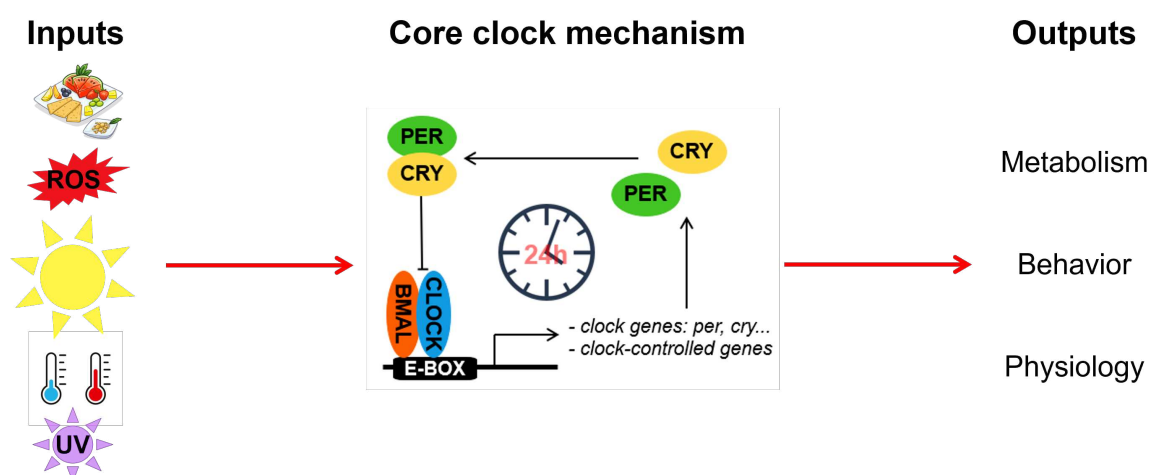 Inputs
Core clock mechanism
Outputs
ROS
UV
PER
CRY
CRY
PER
24h
BMAL
CLOCK
E-BOX
- clock genes: per, cry...
- clock-controlled genes
Metabolism
Behavior
Physiology